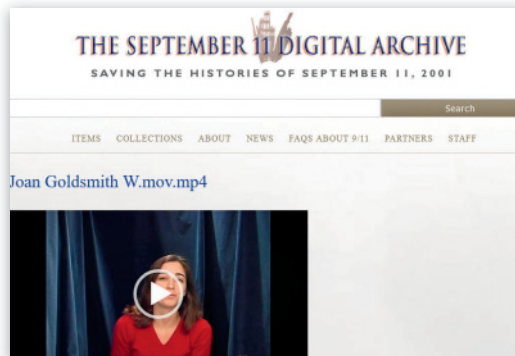 THE SEPTEMBER 11 DIGITAL ARCHIVE
SAVING THE HISTORIES OF SEPTEMBER 11, 2001
Search
ITEMS COLLECTIONS ABOUT NEWS FAQS ABOUT 9/11 PARTNERS STAFF
Joan Goldsmith W.mov.mp4